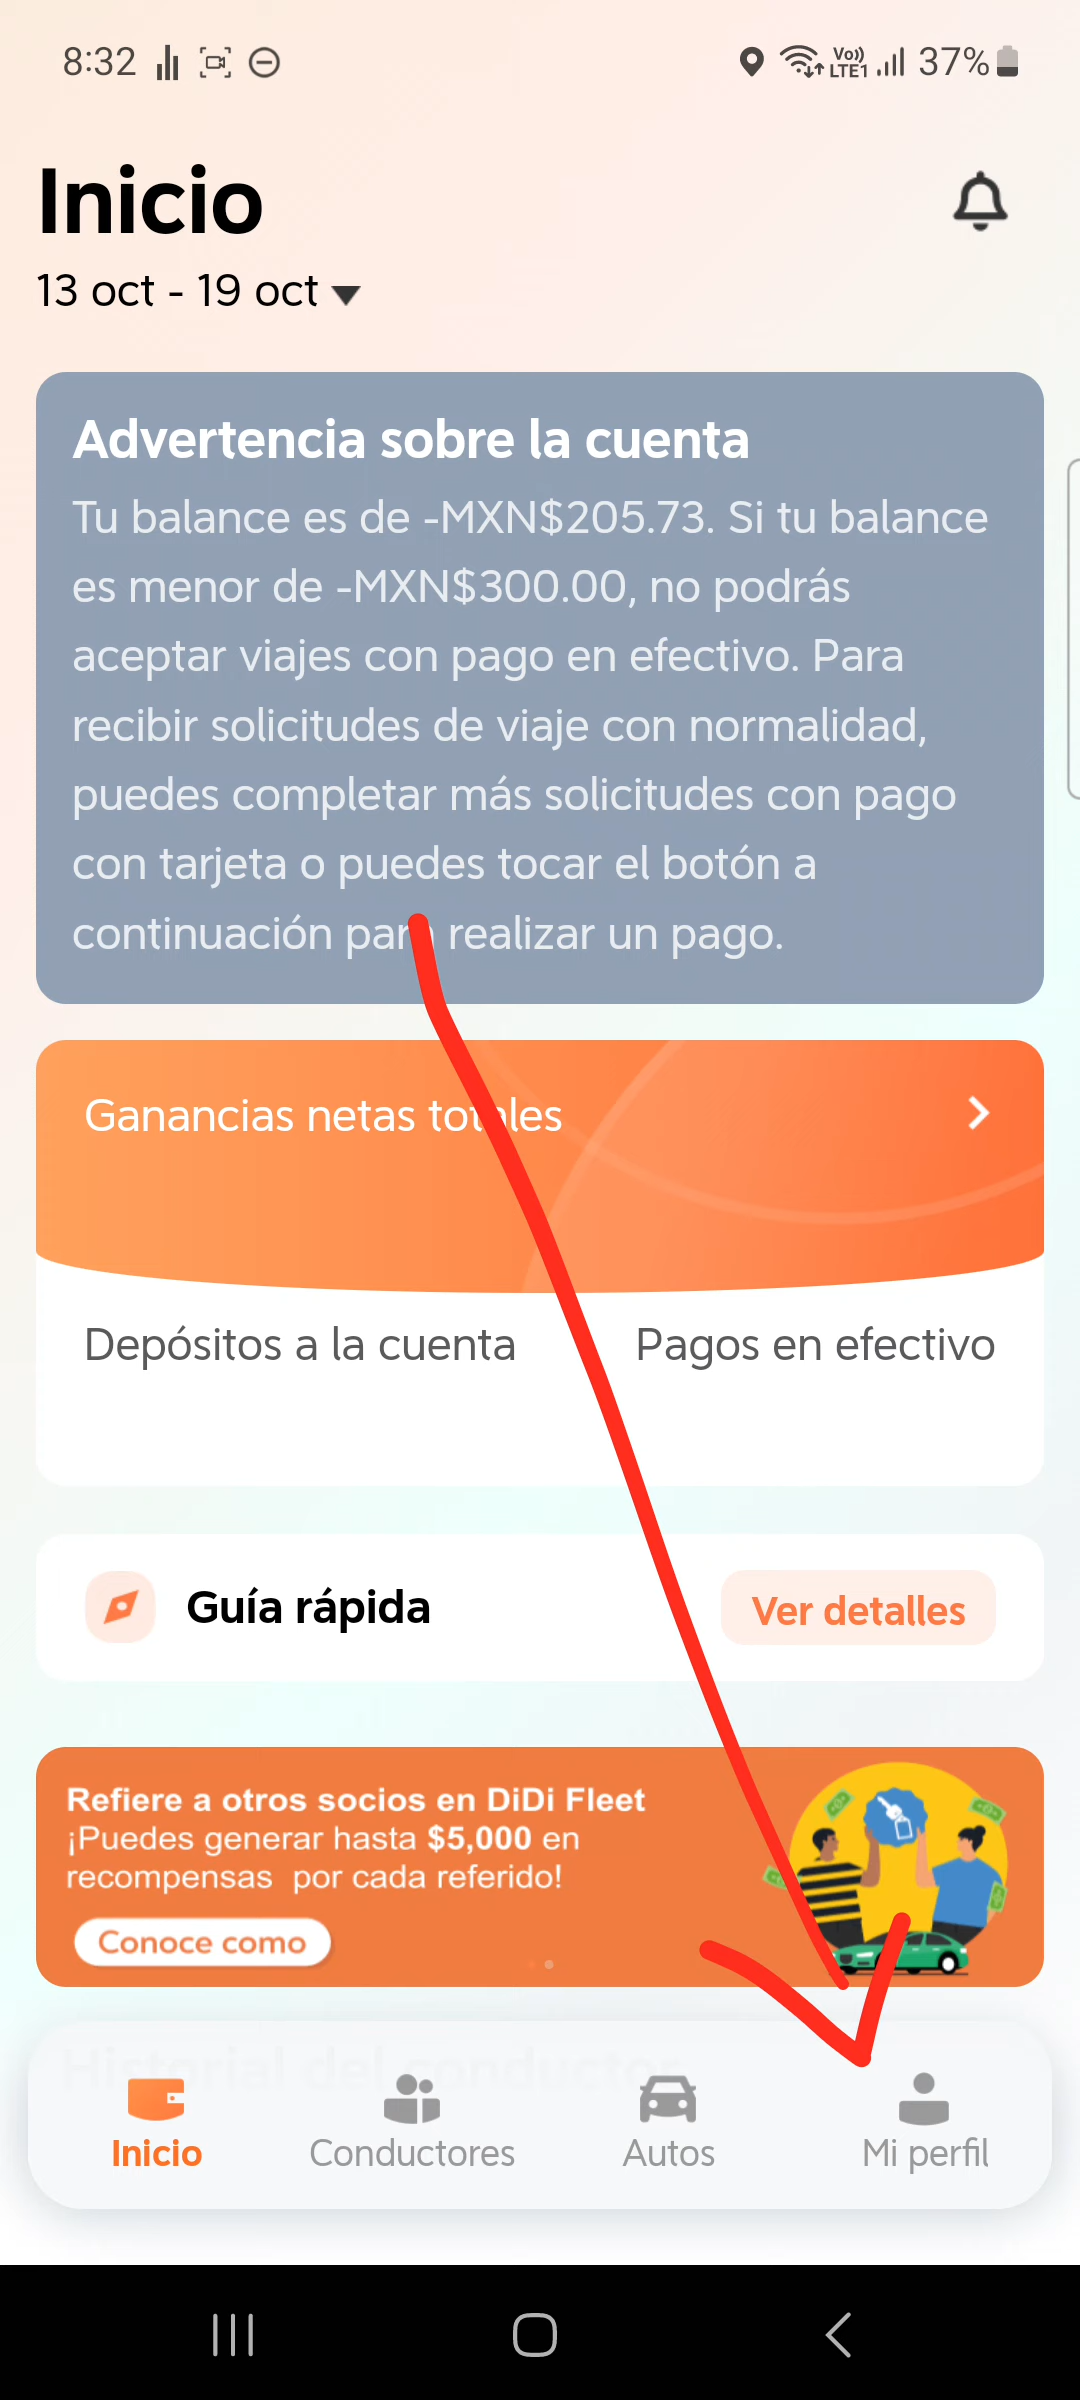 8:32
Vo))
LTE1
37%
Inicio
13 oct - 19 oct
Advertencia sobre la cuenta
Tu balance es de -MXN$205.73. Si tu balance
es menor de -MXN$300.00, no podrás
aceptar viajes con pago en efectivo. Para
recibir solicitudes de viaje con normalidad,
puedes completar más solicitudes con pago
con tarjeta o puedes tocar el botón a
continuación para realizar un pago.
Ganancias netas totales
Depósitos a la cuenta
Pagos en efectivo
Guía rápida
Ver detalles
Refiere a otros socios en DiDi Fleet
¡Puedes generar hasta $5,000 en
recompensas por cada referido!
Conoce como
Historial del conductor
Inicio
Conductores
Autos
Mi perfil